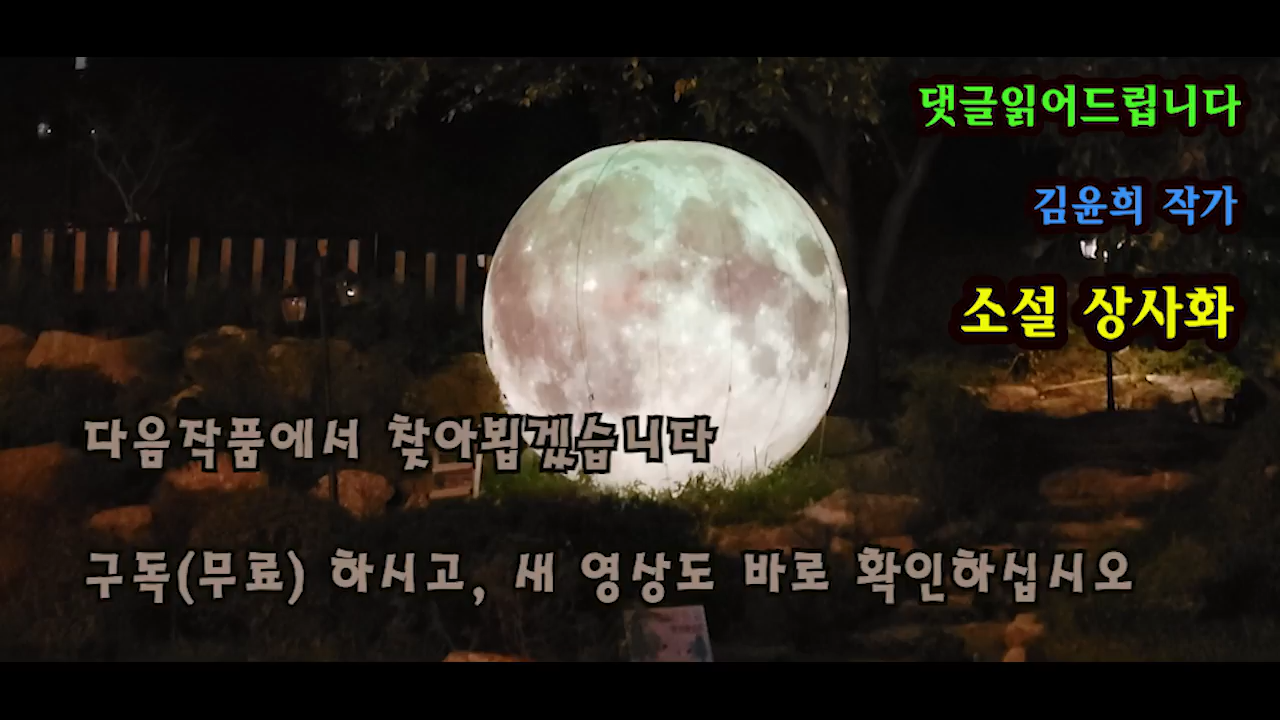 댓글읽어드립니다
김윤희 작가
소설 상사화
다음작품에서 찾아뵙겠습니다
구독(무료) 하시고, 새 영상도 바로 확인하십시오